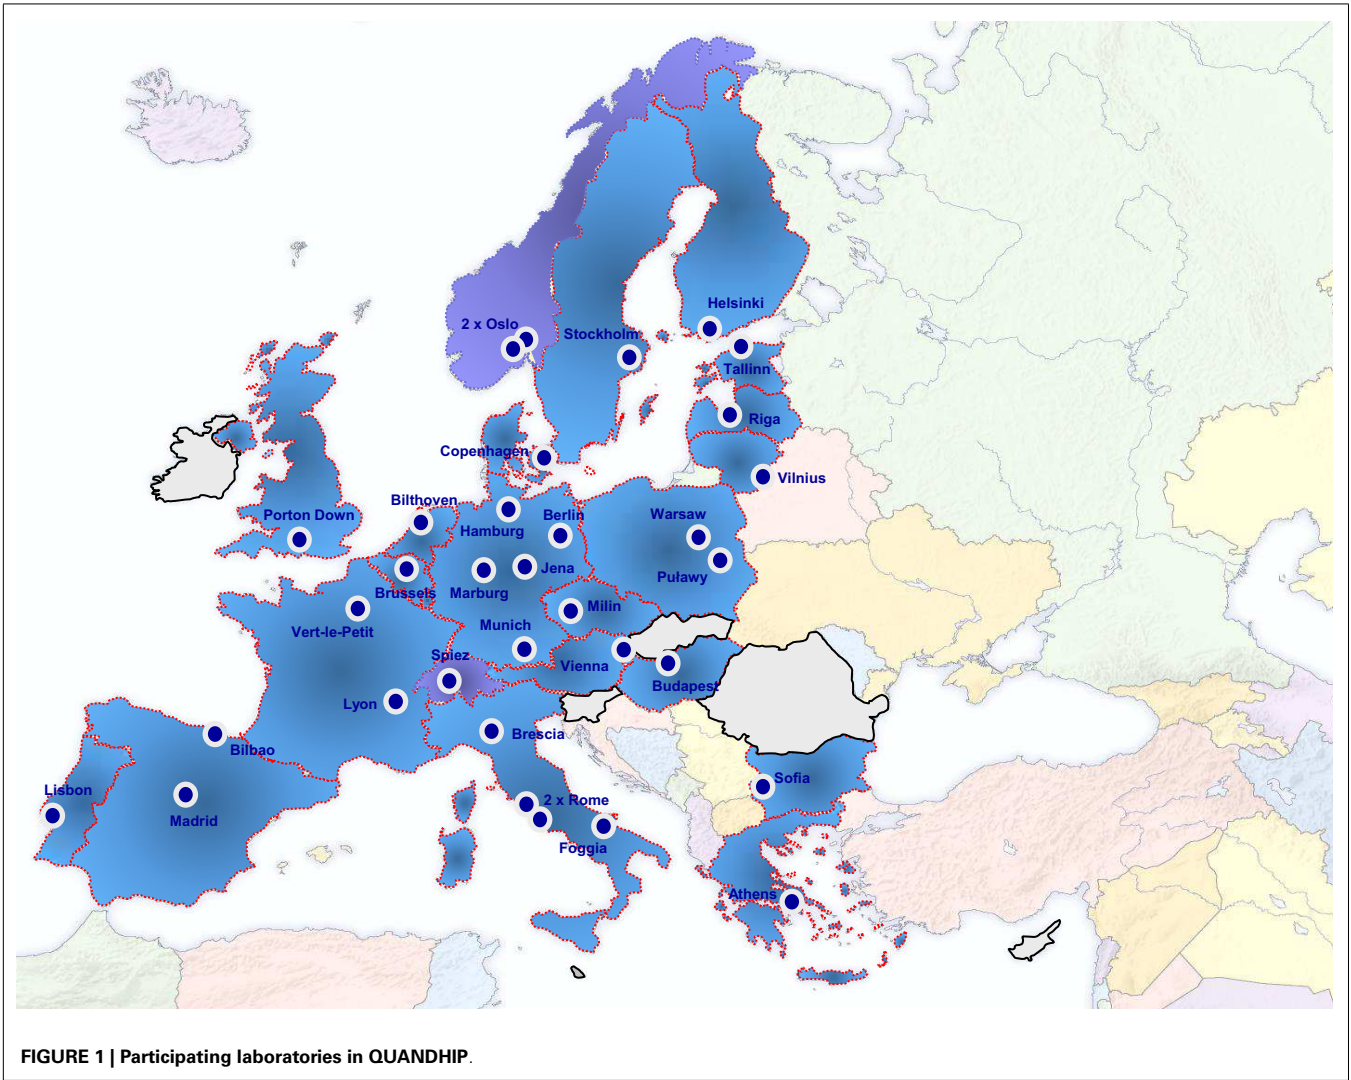 Helsinki
2 x Oslo
Stockholm
Tallinn
Riga
Copenhagen
Vilnius
Bilthoven
Porton Down
Hamburg
Berlin
Warsaw
Jena
Puławy
Brussels
Marburg
Milin
Vert-le-Petit
Munich
Spiez
Vienna
Budapest
Lyon
Brescia
Bilbao
Sofia
Lisbon
2 x Rome
Madrid
Foggia
Athens
FIGURE 1 | Participating laboratories in QUANDHIP.